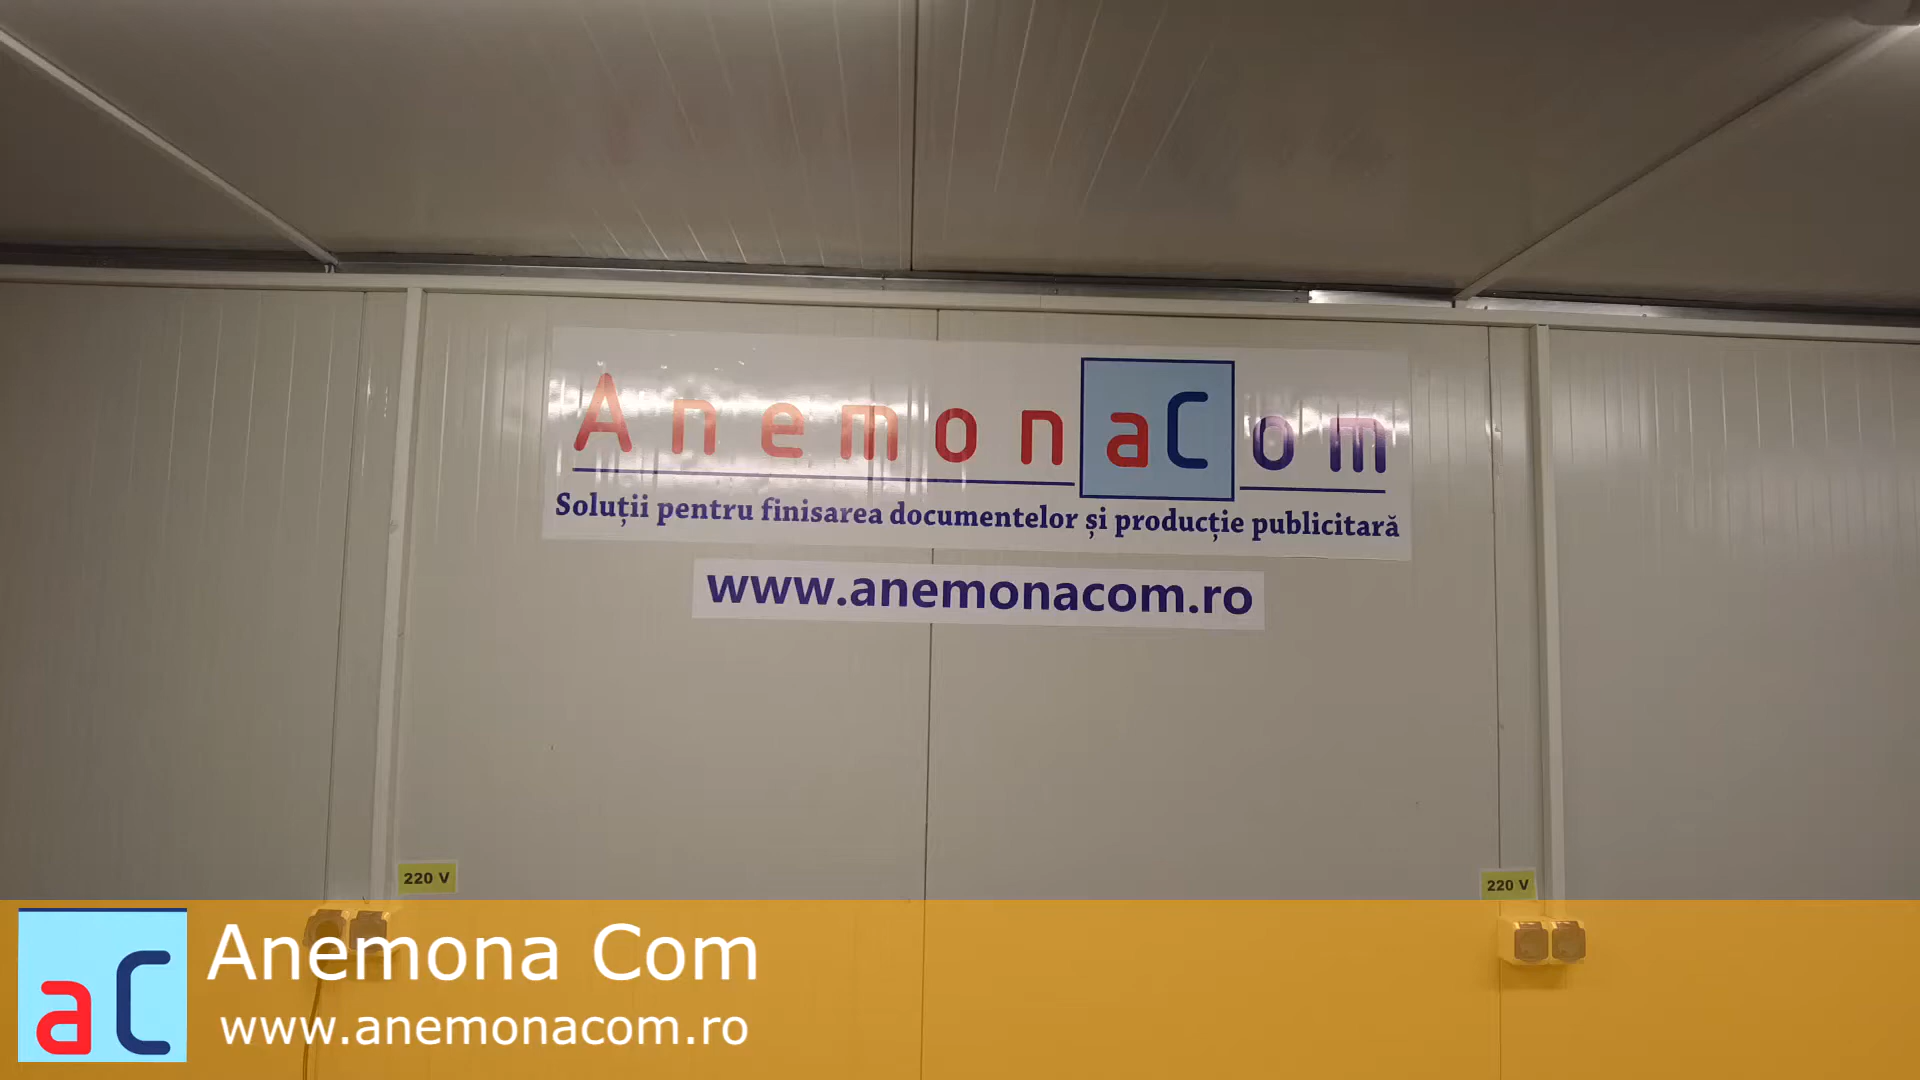 AnemonaCom
Soluții pentru finisarea documentelor și producție publicitară
www.anemonacom.ro
220 V
220 V
aC
Anemona Com
www.anemonacom.ro